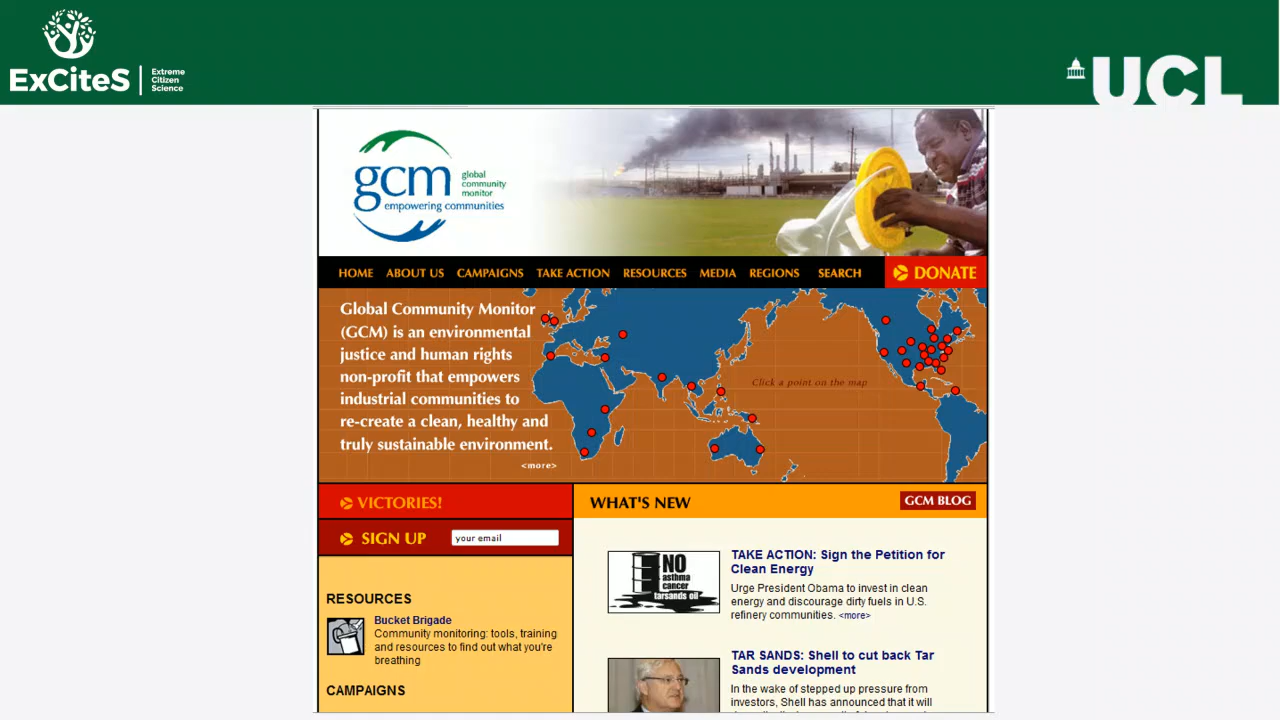 ExCiteS
Extreme
Citizen
Science
UCL
gcm
global
community
monitor
empowering communities
HOME ABOUT US CAMPAIGNS TAKE ACTION RESOURCES MEDIA REGIONS SEARCH DONATE
Global Community Monitor
(GCM) is an environmental
justice and human rights
non-profit that empowers
industrial communities to
re-create a clean, healthy and
truly sustainable environment.
<more>
Click a point on the map
VICTORIES!
SIGN UP your email
RESOURCES
Bucket Brigade
Community monitoring: tools, training
and resources to find out what you're
breathing
CAMPAIGNS
WHAT'S NEW GCM BLOG
NO
asthma
cancer
tarsands oil
TAKE ACTION: Sign the Petition for
Clean Energy
Urge President Obama to invest in clean
energy and discourage dirty fuels in U.S.
refinery communities. <more>
TAR SANDS: Shell to cut back Tar
Sands development
In the wake of stepped up pressure from
investors, Shell has announced that it will